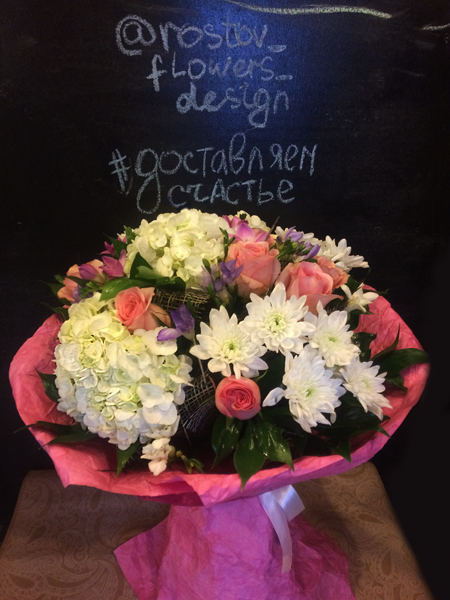 @rostov_
flowers_
design
#доставляем
счастье